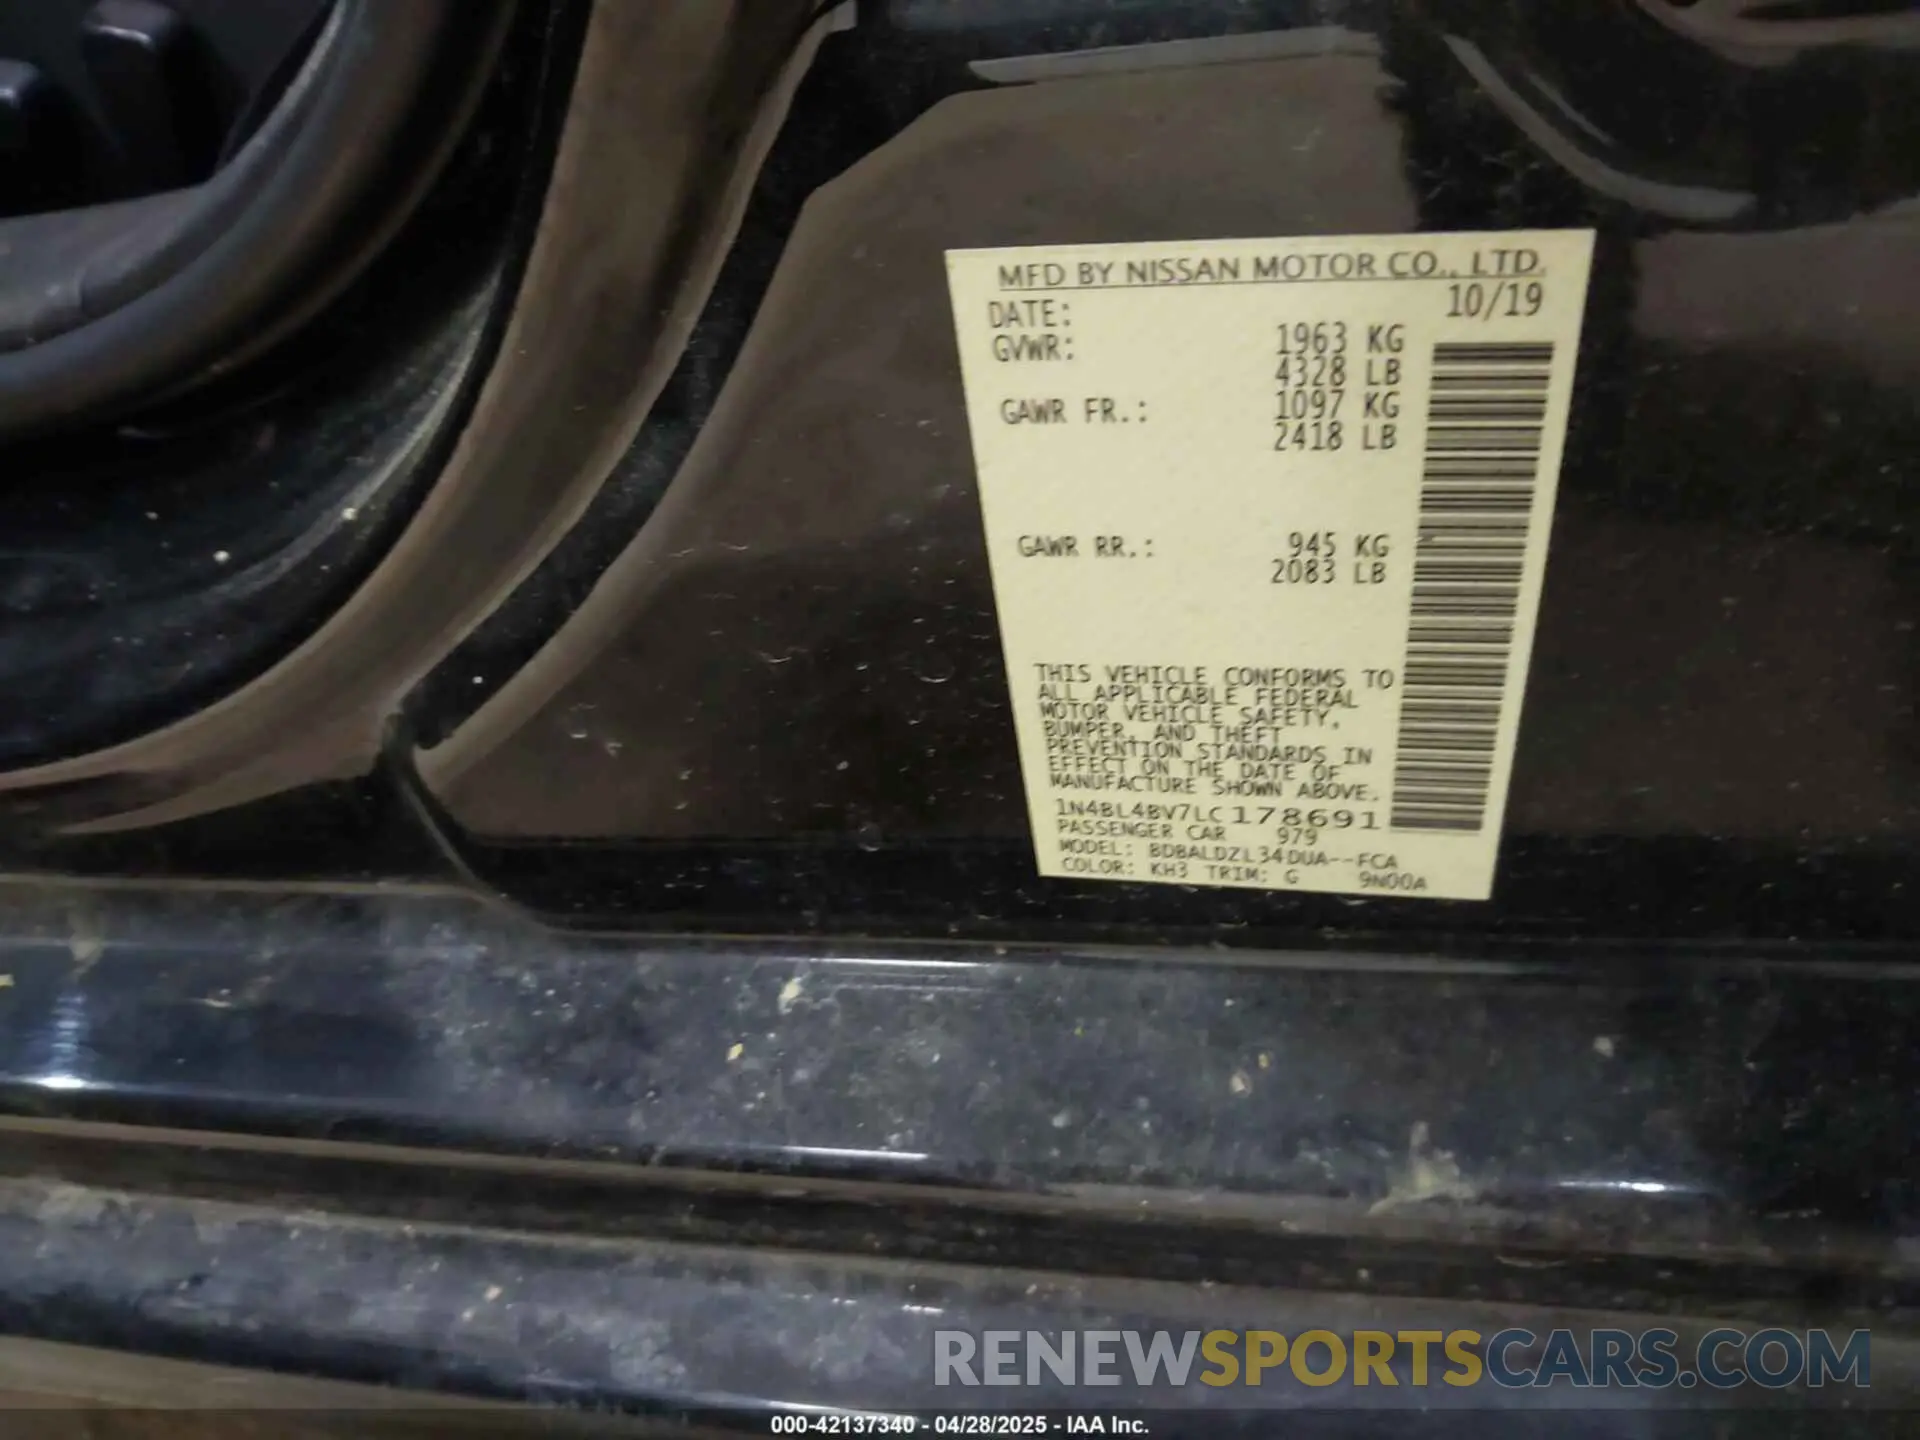 MFD BY NISSAN MOTOR CO., LTD.
DATE: 10/19
GVWR: 1963 KG
4328 LB
GAWR FR.: 1097 KG
2418 LB
GAWR RR.: 945 KG
2083 LB
THIS VEHICLE CONFORMS TO
ALL APPLICABLE FEDERAL
MOTOR VEHICLE SAFETY,
BUMPER, AND THEFT
PREVENTION STANDARDS IN
EFFECT ON THE DATE OF
MANUFACTURE SHOWN ABOVE.
1N4BL4BV7LC178691
PASSENGER CAR 979
MODEL: BDBALDZL34DUA--FCA
COLOR: KH3 TRIM: G 9N00A
RENEWSPORTSCARS.COM
000-42137340 - 04/28/2025 - IAA Inc.